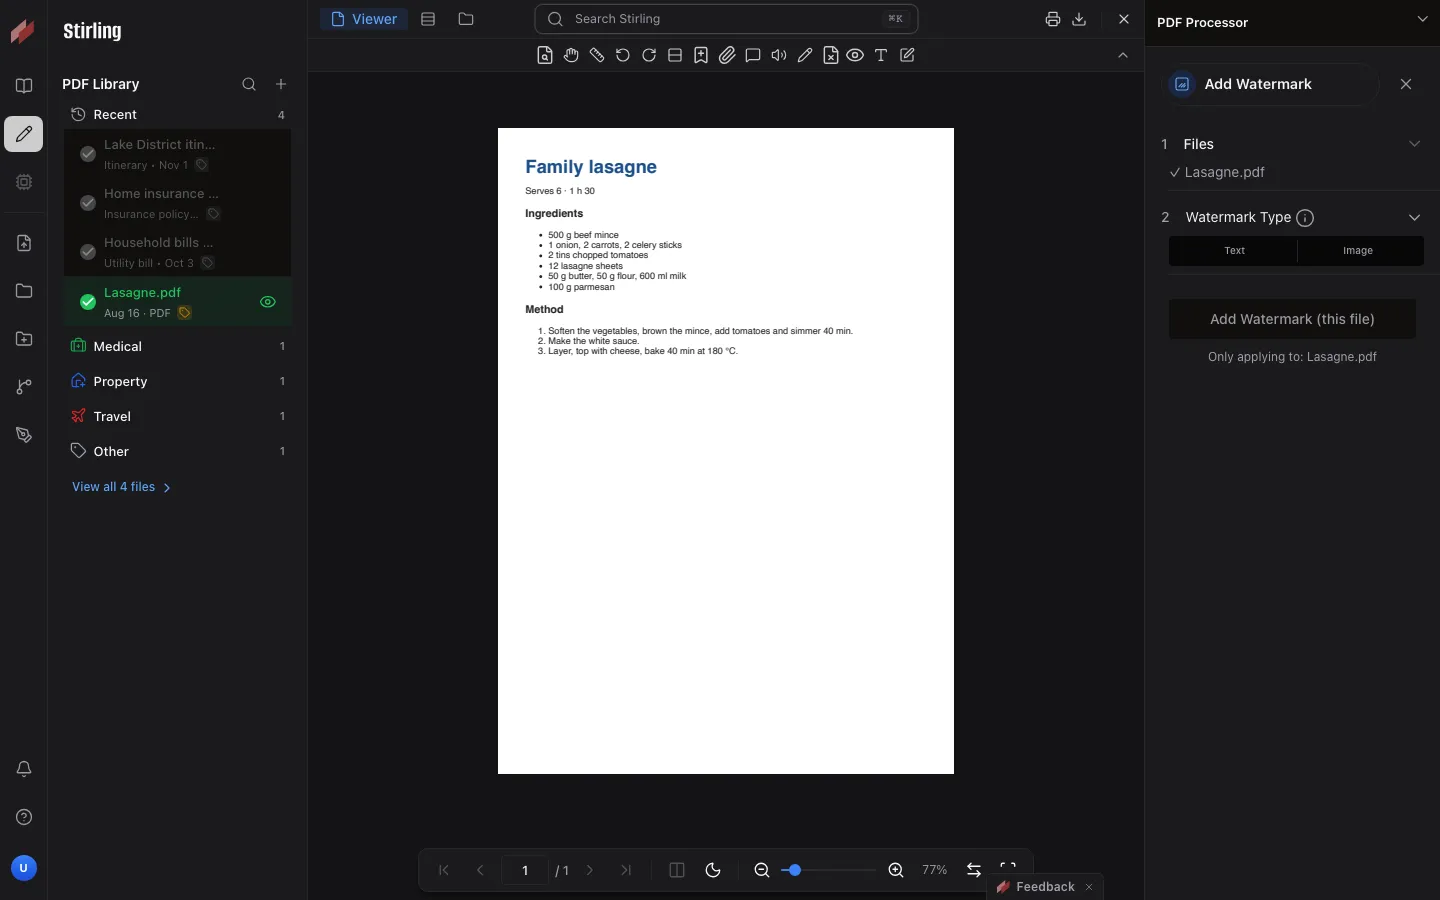 Stirling
PDF Library
Recent 4
Lake District itin...
Itinerary • Nov 1
Home insurance ...
Insurance policy...
Household bills ...
Utility bill • Oct 3
Lasagne.pdf
Aug 16 · PDF
Medical 1
Property 1
Travel 1
Other 1
View all 4 files
U
Viewer
Search Stirling ⌘K
Family lasagne
Serves 6 · 1 h 30
Ingredients
• 500 g beef mince
• 1 onion, 2 carrots, 2 celery sticks
• 2 tins chopped tomatoes
• 12 lasagne sheets
• 50 g butter, 50 g flour, 600 ml milk
• 100 g parmesan
Method
1. Soften the vegetables, brown the mince, add tomatoes and simmer 40 min.
2. Make the white sauce.
3. Layer, top with cheese, bake 40 min at 180 °C.
1 / 1
77%
Feedback
PDF Processor
Add Watermark
1 Files
Lasagne.pdf
2 Watermark Type
Text Image
Add Watermark (this file)
Only applying to: Lasagne.pdf